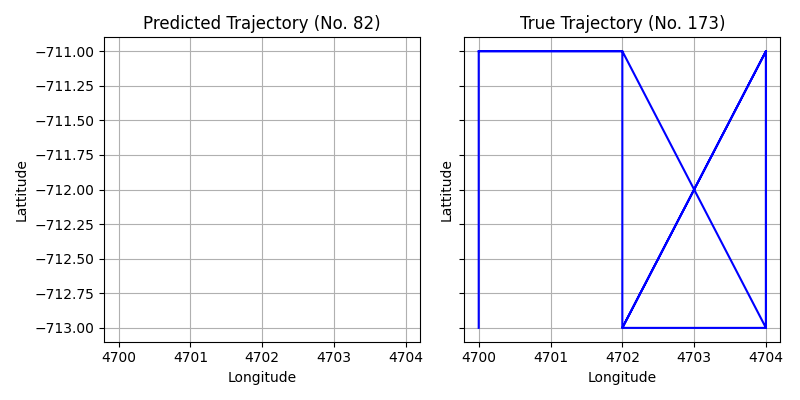 Predicted Trajectory (No. 82)
True Trajectory (No. 173)
−711.00
−711.25
−711.50
−711.75
−712.00
−712.25
−712.50
−712.75
−713.00
Lattitude
Lattitude
4700 4701 4702 4703 4704
4700 4701 4702 4703 4704
Longitude
Longitude